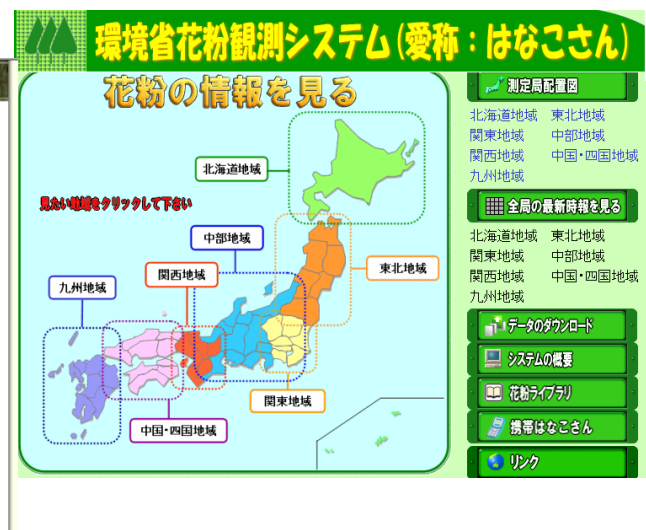 環境省花粉観測システム(愛称：はなこさん)
花粉の情報を見る
見たい地域をクリックして下さい
北海道地域
中部地域
東北地域
関西地域
九州地域
関東地域
中国・四国地域
測定局配置図
北海道地域 東北地域
関東地域 中部地域
関西地域 中国・四国地域
九州地域
全局の最新時報を見る
北海道地域 東北地域
関東地域 中部地域
関西地域 中国・四国地域
九州地域
データのダウンロード
システムの概要
花粉ライブラリ
携帯はなこさん
リンク